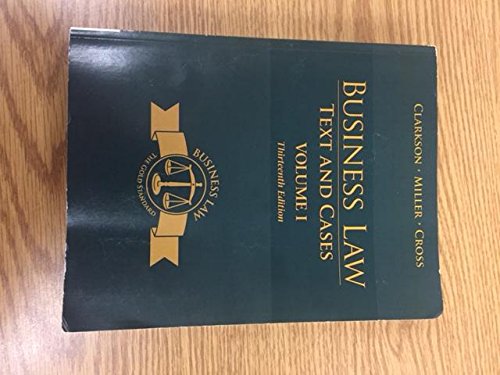 CLARKSON · MILLER · CROSS
BUSINESS LAW
TEXT AND CASES
VOLUME I
Thirteenth Edition
BUSINESS LAW
THE GOLD STANDARD